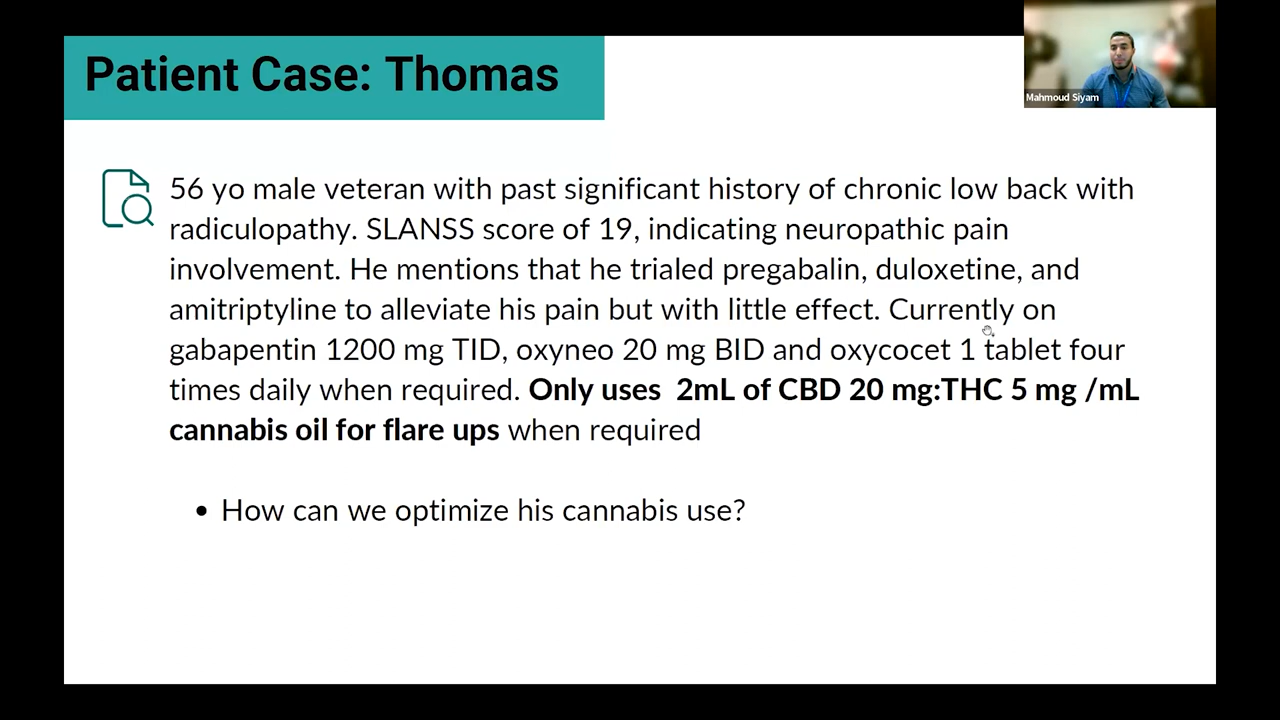 Patient Case: Thomas
Mahmoud Siyam
56 yo male veteran with past significant history of chronic low back with
radiculopathy. SLANSS score of 19, indicating neuropathic pain
involvement. He mentions that he trialed pregabalin, duloxetine, and
amitriptyline to alleviate his pain but with little effect. Currently on
gabapentin 1200 mg TID, oxyneo 20 mg BID and oxycocet 1 tablet four
times daily when required. Only uses  2mL of CBD 20 mg:THC 5 mg /mL
cannabis oil for flare ups when required
• How can we optimize his cannabis use?